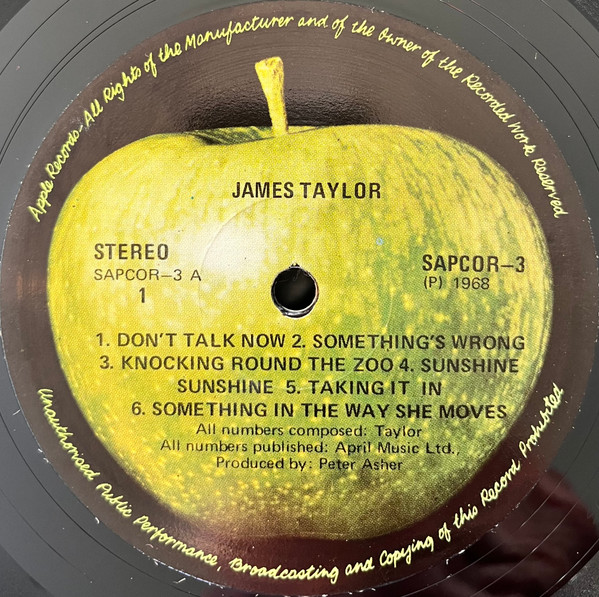 Apple Records. All Rights of the Manufacturer and of the Owner of the Recorded Work Reserved
JAMES TAYLOR
STEREO
SAPCOR-3 A
1
SAPCOR-3
(P) 1968
1. DON'T TALK NOW 2. SOMETHING'S WRONG
3. KNOCKING ROUND THE ZOO 4. SUNSHINE
SUNSHINE 5. TAKING IT IN
6. SOMETHING IN THE WAY SHE MOVES
All numbers composed: Taylor
All numbers published: April Music Ltd.,
Produced by: Peter Asher
Unauthorised Public Performance, Broadcasting and Copying of this Record Prohibited